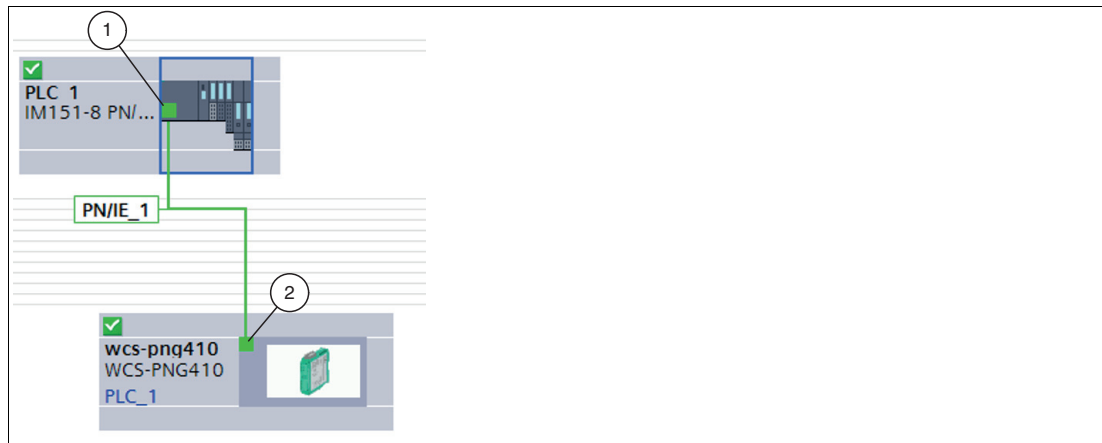 1
PLC_1
IM151-8 PN/...
PN/IE_1
2
wcs-png410
WCS-PNG410
PLC_1